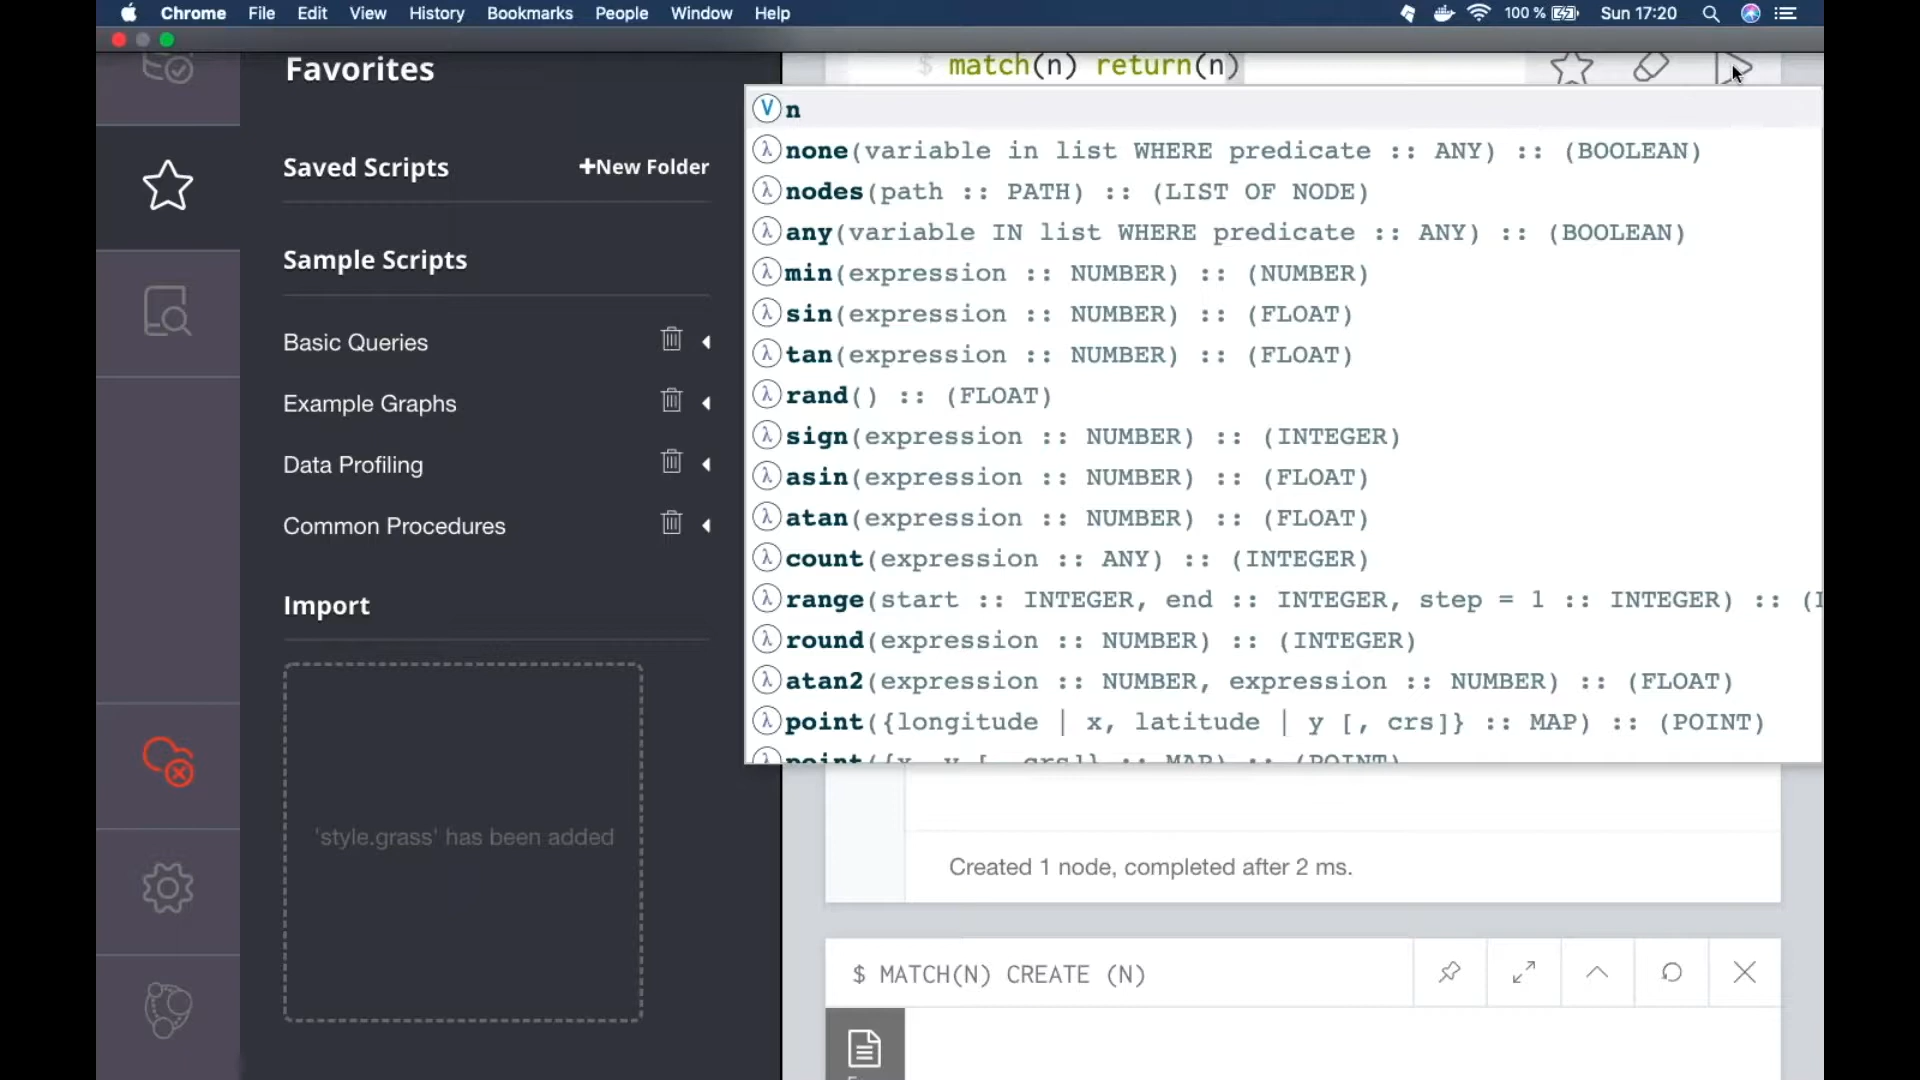 Chrome File Edit View History Bookmarks People Window Help 100 % Sun 17:20
Favorites
Saved Scripts
+New Folder
Sample Scripts
Basic Queries
Example Graphs
Data Profiling
Common Procedures
Import
'style.grass' has been added
$ match(n) return(n)
V n
λ none(variable in list WHERE predicate :: ANY) :: (BOOLEAN)
λ nodes(path :: PATH) :: (LIST OF NODE)
λ any(variable IN list WHERE predicate :: ANY) :: (BOOLEAN)
λ min(expression :: NUMBER) :: (NUMBER)
λ sin(expression :: NUMBER) :: (FLOAT)
λ tan(expression :: NUMBER) :: (FLOAT)
λ rand() :: (FLOAT)
λ sign(expression :: NUMBER) :: (INTEGER)
λ asin(expression :: NUMBER) :: (FLOAT)
λ atan(expression :: NUMBER) :: (FLOAT)
λ count(expression :: ANY) :: (INTEGER)
λ range(start :: INTEGER, end :: INTEGER, step = 1 :: INTEGER) :: (
λ round(expression :: NUMBER) :: (INTEGER)
λ atan2(expression :: NUMBER, expression :: NUMBER) :: (FLOAT)
λ point({longitude | x, latitude | y [, crs]} :: MAP) :: (POINT)
λ point({x, y [, crs]} :: MAP) :: (POINT)
Created 1 node, completed after 2 ms.
$ MATCH(N) CREATE (N)